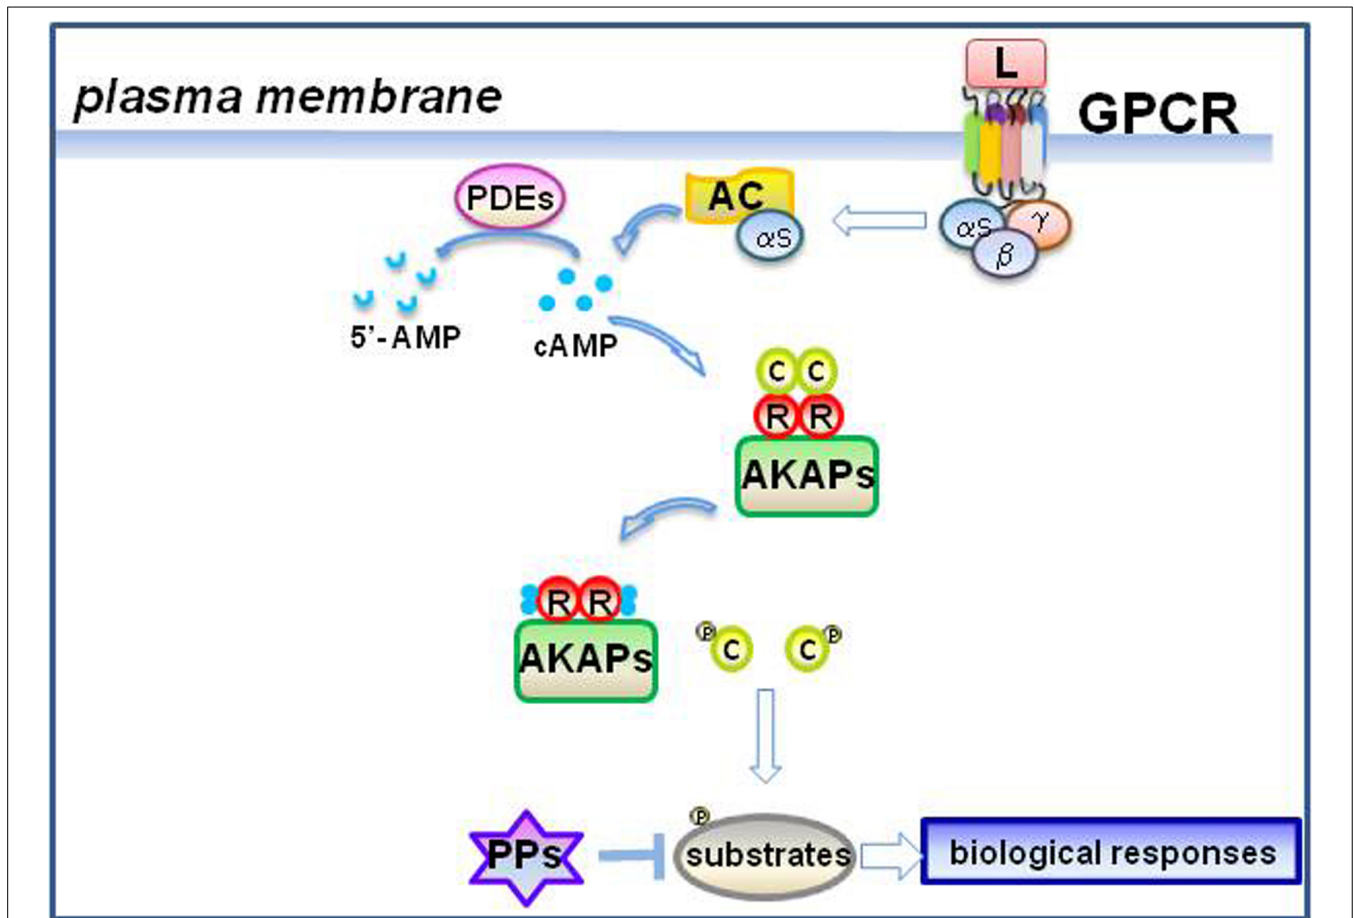 L
plasma membrane
GPCR
PDEs
AC
αS
αS
γ
β
5'-AMP
cAMP
C C
R R
AKAPs
R R
AKAPs
P C
C P
P
PPs
substrates
biological responses